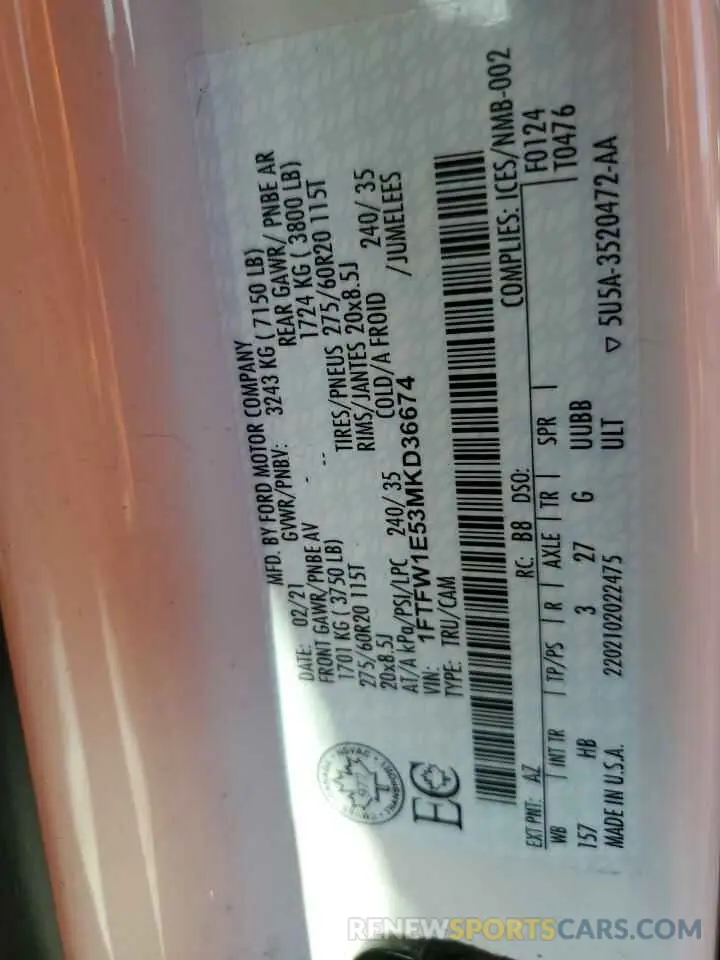 MFD. BY FORD MOTOR COMPANY
DATE: 02/21 GVWR/PNBV: 3243 KG ( 7150 LB)
FRONT GAWR/PNBE AV - -- REAR GAWR/ PNBE AR
1701 KG ( 3750 LB) 1724 KG ( 3800 LB)
275/60R20 115T TIRES/PNEUS 275/60R20 115T
20x8.5J RIMS/JANTES 20x8.5J
AT/A kPa/PSI/LPC 240/ 35 COLD/A FROID 240/ 35
VIN: 1FTFW1E53MKD36674 /JUMELEES
TYPE: TRU/CAM
EC
COMPLIES: ICES/NMB-002
EXT PNT: AZ RC: B8 DSO: F0124
WB INT TR TP/PS R AXLE TR SPR T0476
157 HB 3 27 G UUBB
MADE IN U.S.A. 2202102022475 ULT ▽ 5U5A-3520472-AA
RENEWSPORTSCARS.COM